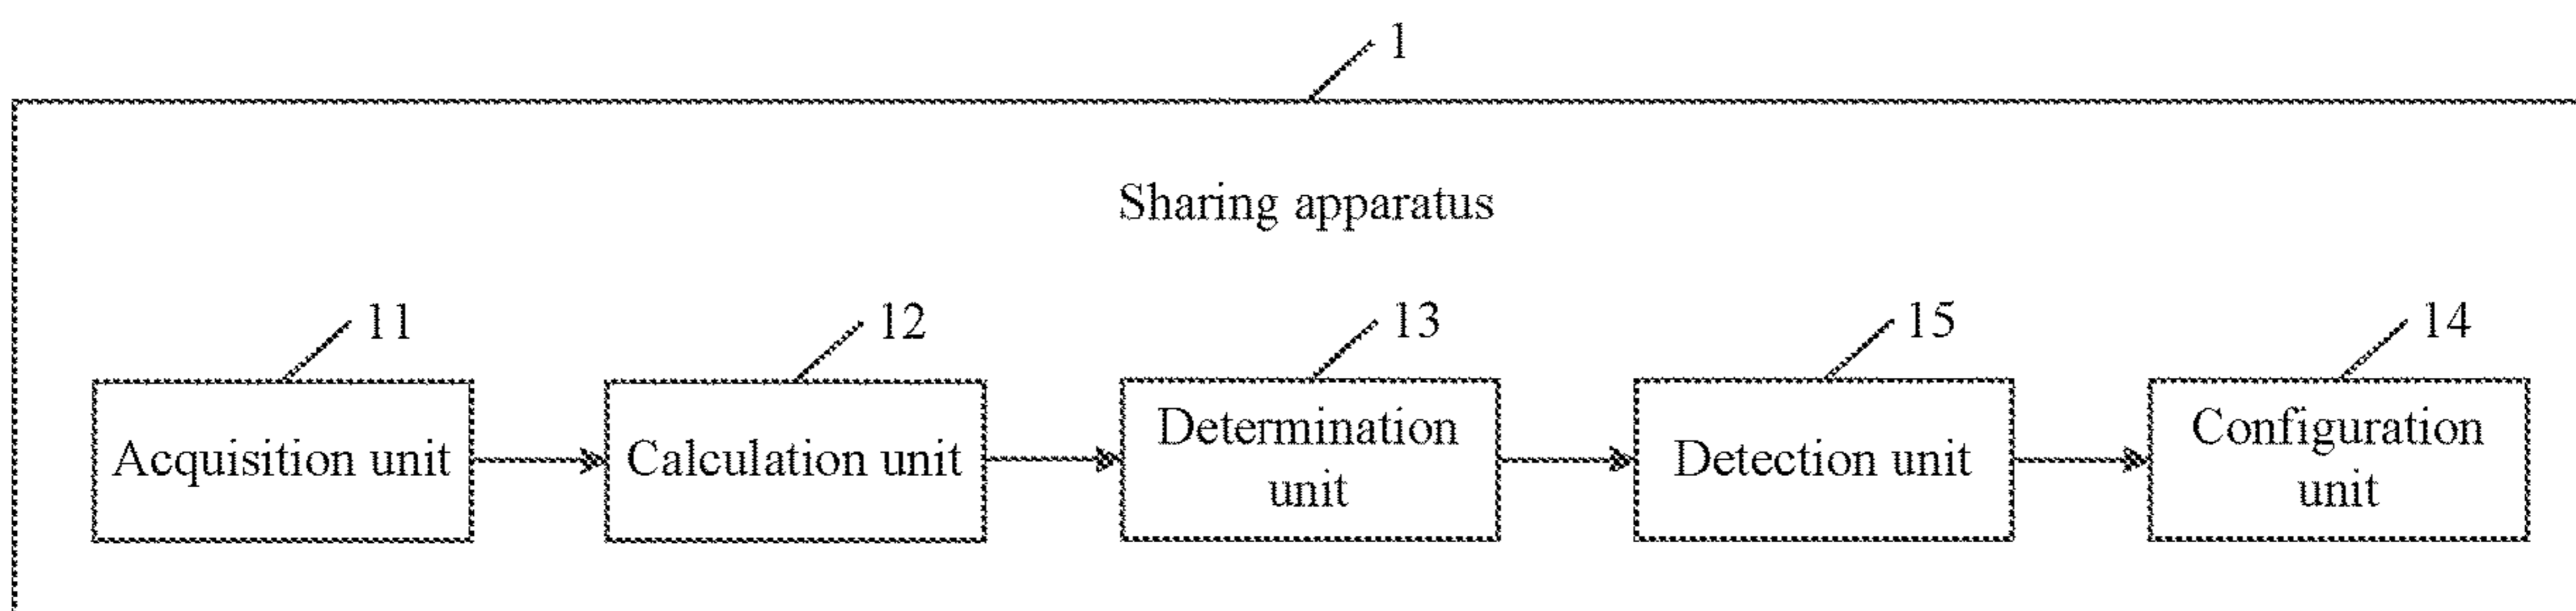 1
Sharing apparatus
11
12
13
15
14
Acquisition unit
Calculation unit
Determination
unit
Detection unit
Configuration
unit